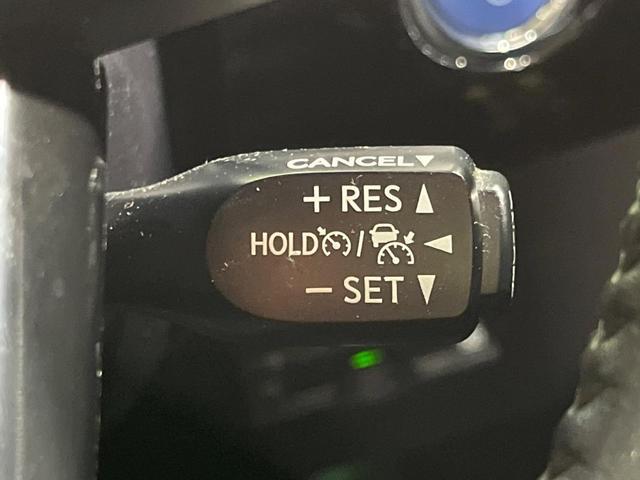 CANCEL▼
+ RES ▲
HOLD / ◀
− SET ▼